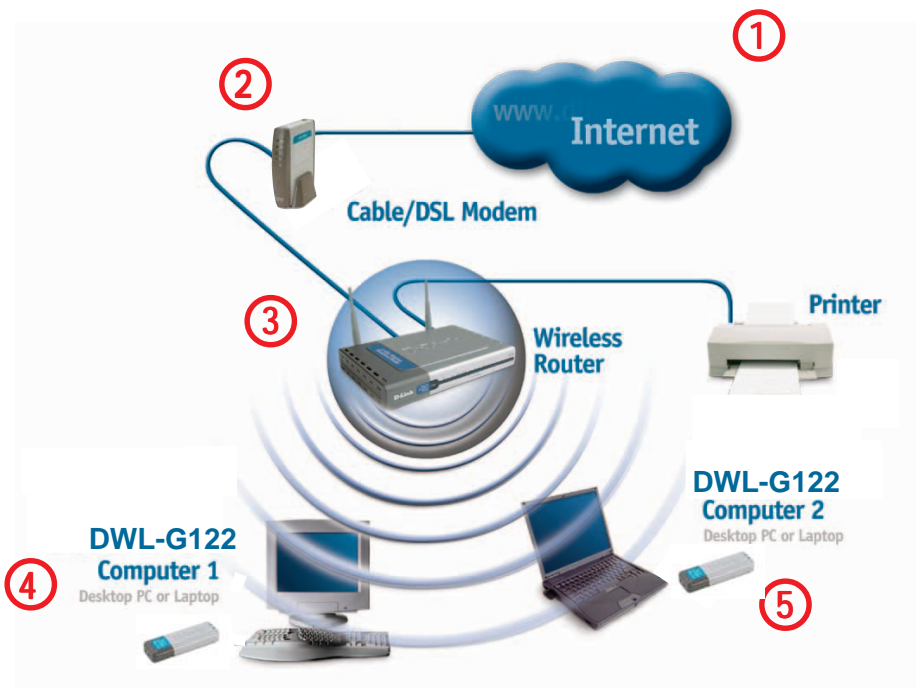 1
2
www.d
Internet
Cable/DSL Modem
3
Printer
Wireless
Router
D-Link
DWL-G122
Computer 2
Desktop PC or Laptop
DWL-G122
Computer 1
Desktop PC or Laptop
4
5